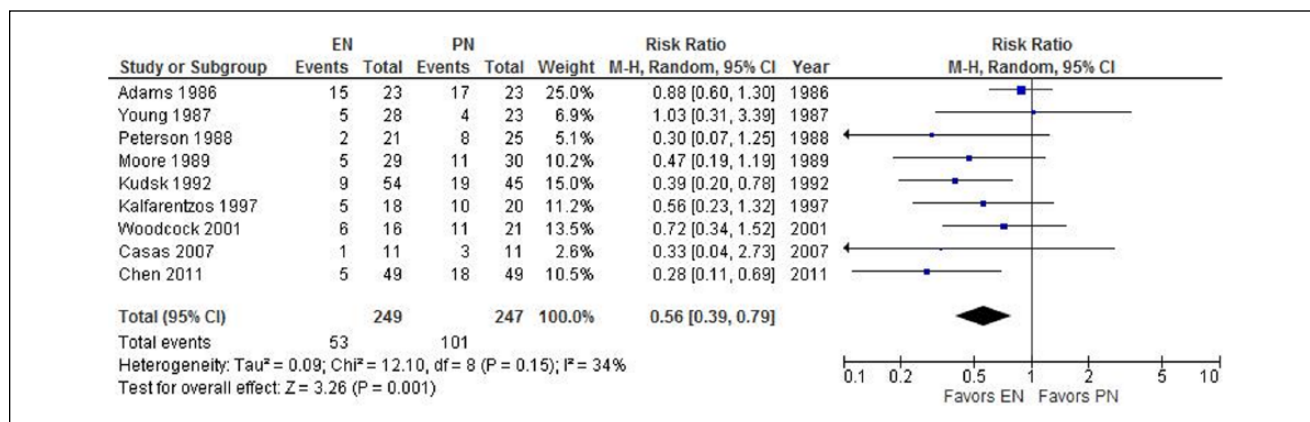 EN PN Risk Ratio Risk Ratio
Study or Subgroup Events Total Events Total Weight M-H, Random, 95% CI Year M-H, Random, 95% CI
Adams 1986 15 23 17 23 25.0% 0.88 [0.60, 1.30] 1986
Young 1987 5 28 4 23 6.9% 1.03 [0.31, 3.39] 1987
Peterson 1988 2 21 8 25 5.1% 0.30 [0.07, 1.25] 1988
Moore 1989 5 29 11 30 10.2% 0.47 [0.19, 1.19] 1989
Kudsk 1992 9 54 19 45 15.0% 0.39 [0.20, 0.78] 1992
Kalfarentzos 1997 5 18 10 20 11.2% 0.56 [0.23, 1.32] 1997
Woodcock 2001 6 16 11 21 13.5% 0.72 [0.34, 1.52] 2001
Casas 2007 1 11 3 11 2.6% 0.33 [0.04, 2.73] 2007
Chen 2011 5 49 18 49 10.5% 0.28 [0.11, 0.69] 2011
Total (95% CI) 249 247 100.0% 0.56 [0.39, 0.79]
Total events 53 101
Heterogeneity: Tau² = 0.09; Chi² = 12.10, df = 8 (P = 0.15); I² = 34%
Test for overall effect: Z = 3.26 (P = 0.001)
0.1 0.2 0.5 1 2 5 10
Favors EN Favors PN